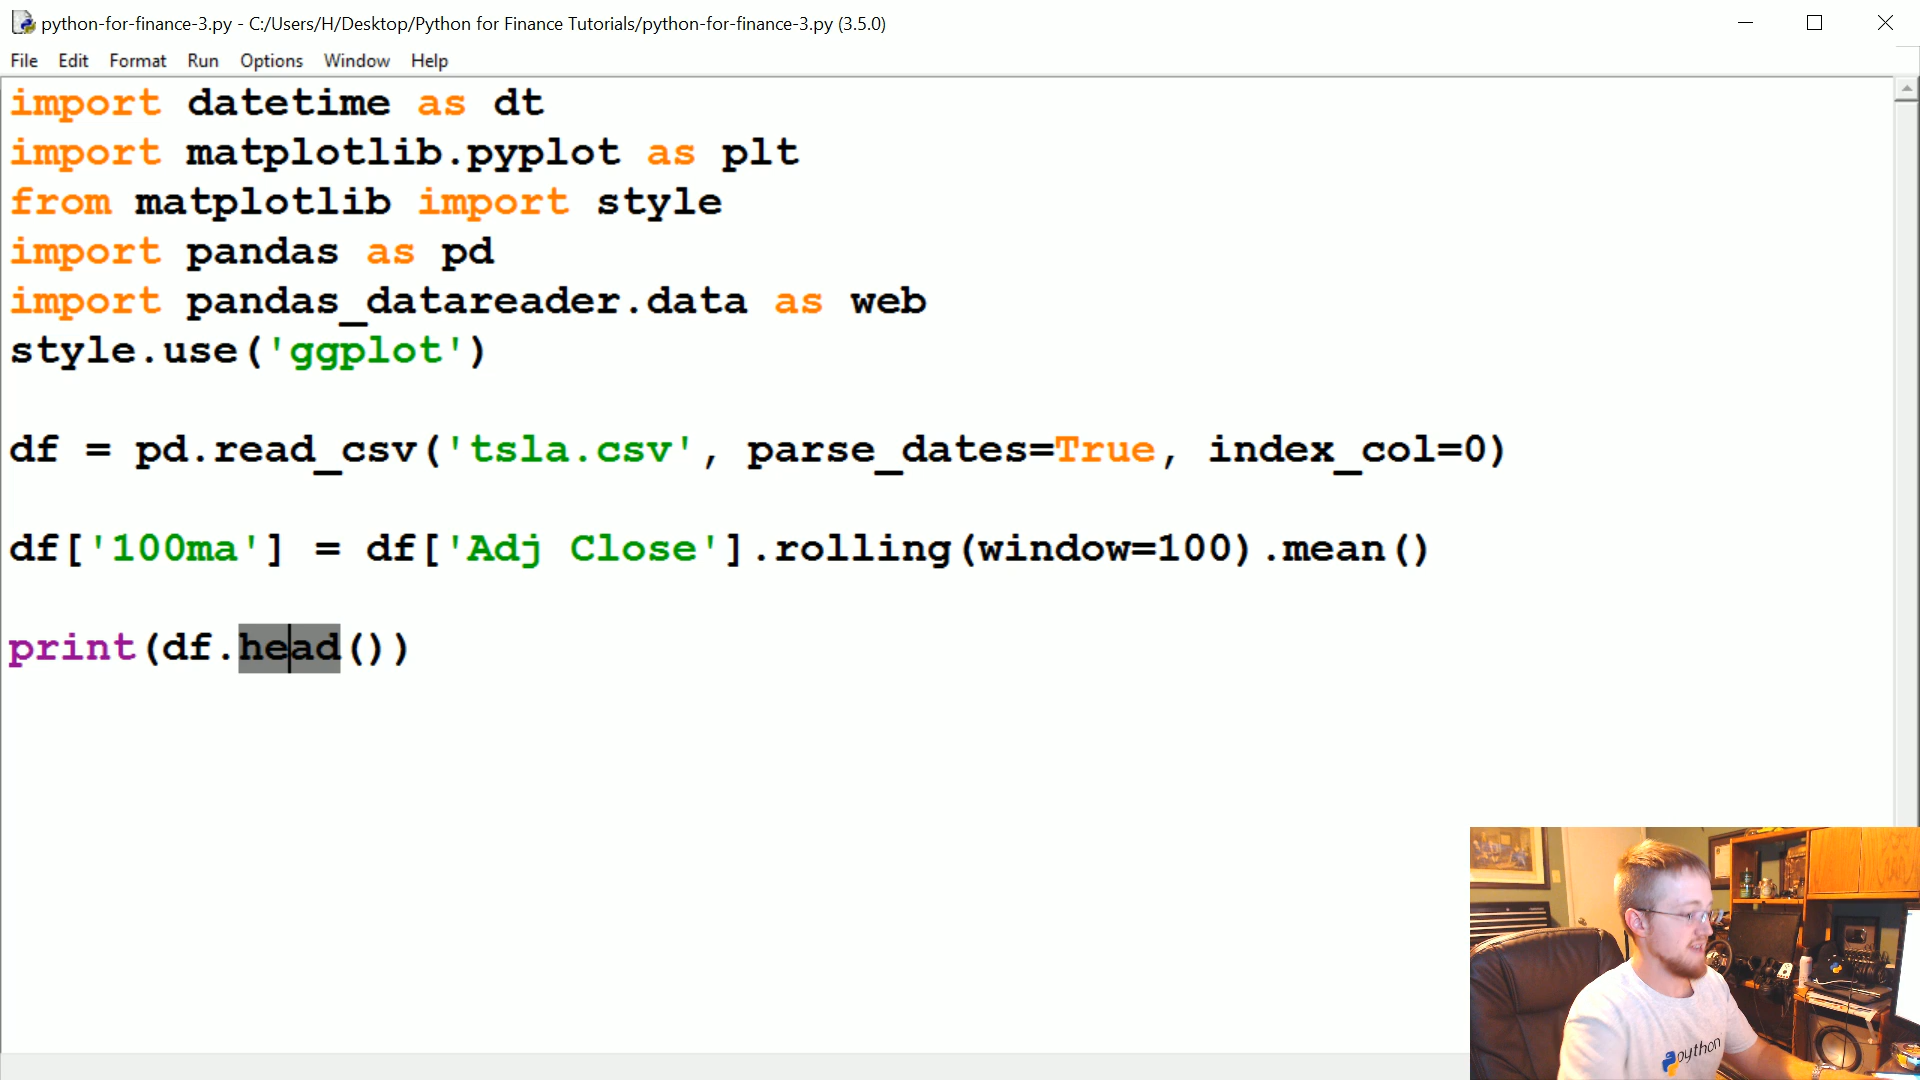 python-for-finance-3.py - C:/Users/H/Desktop/Python for Finance Tutorials/python-for-finance-3.py (3.5.0)
File Edit Format Run Options Window Help
import datetime as dt
import matplotlib.pyplot as plt
from matplotlib import style
import pandas as pd
import pandas_datareader.data as web
style.use('ggplot')
df = pd.read_csv('tsla.csv', parse_dates=True, index_col=0)
df['100ma'] = df['Adj Close'].rolling(window=100).mean()
print(df.head())
python